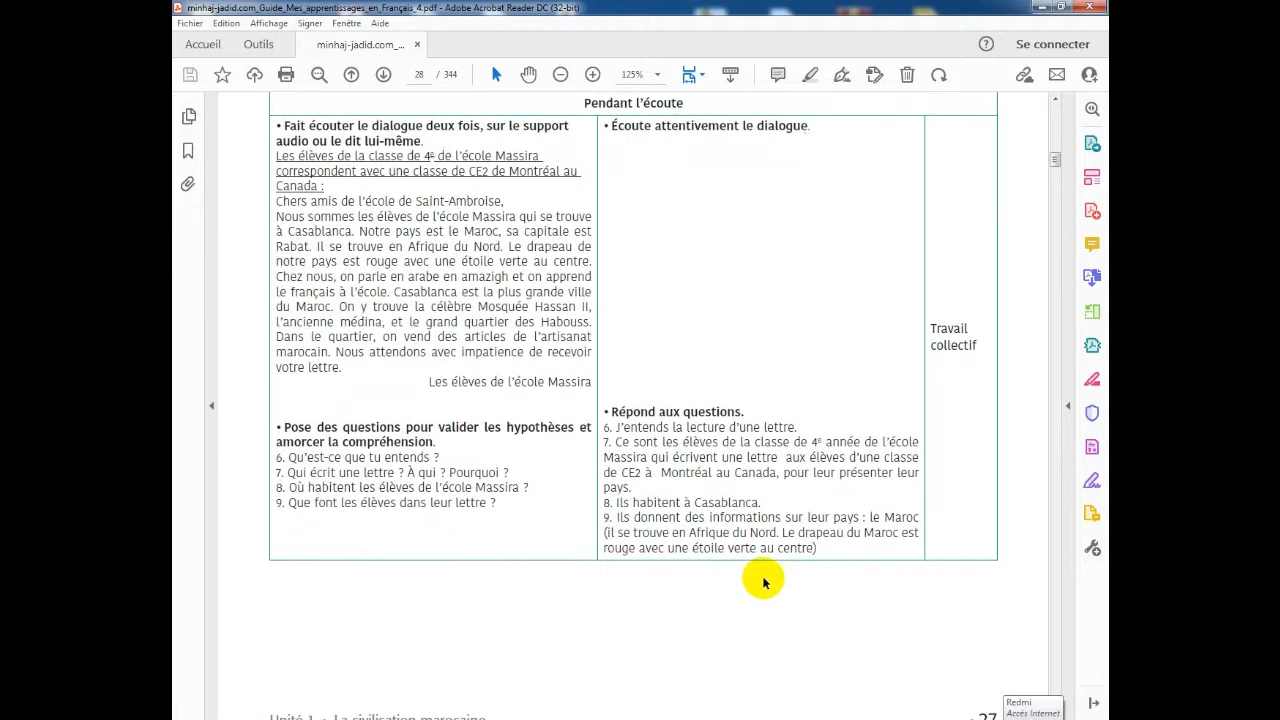 minhaj-jadid.com_Guide_Mes_apprentissages_en_Français_4.pdf - Adobe Acrobat Reader DC (32-bit)
Fichier Edition Affichage Signer Fenêtre Aide
Accueil Outils minhaj-jadid.com_... × Se connecter
28 / 344 125%
Pendant l'écoute
• Fait écouter le dialogue deux fois, sur le support
audio ou le dit lui-même.
Les élèves de la classe de 4e de l'école Massira
correspondent avec une classe de CE2 de Montréal au
Canada :
Chers amis de l'école de Saint-Ambroise,
Nous sommes les élèves de l'école Massira qui se trouve
à Casablanca. Notre pays est le Maroc, sa capitale est
Rabat. Il se trouve en Afrique du Nord. Le drapeau de
notre pays est rouge avec une étoile verte au centre.
Chez nous, on parle en arabe en amazigh et on apprend
le français à l'école. Casablanca est la plus grande ville
du Maroc. On y trouve la célèbre Mosquée Hassan II,
l'ancienne médina, et le grand quartier des Habouss.
Dans le quartier, on vend des articles de l'artisanat
marocain. Nous attendons avec impatience de recevoir
votre lettre.
Les élèves de l'école Massira
• Pose des questions pour valider les hypothèses et
amorcer la compréhension.
6. Qu'est-ce que tu entends ?
7. Qui écrit une lettre ? À qui ? Pourquoi ?
8. Où habitent les élèves de l'école Massira ?
9. Que font les élèves dans leur lettre ?
• Écoute attentivement le dialogue.
• Répond aux questions.
6. J'entends la lecture d'une lettre.
7. Ce sont les élèves de la classe de 4e année de l'école
Massira qui écrivent une lettre aux élèves d'une classe
de CE2 à Montréal au Canada, pour leur présenter leur
pays.
8. Ils habitent à Casablanca.
9. Ils donnent des informations sur leur pays : le Maroc
(il se trouve en Afrique du Nord. Le drapeau du Maroc est
rouge avec une étoile verte au centre)
Travail
collectif
Unité 1 • La civilisation marocaine
27
Redmi
Accès Internet